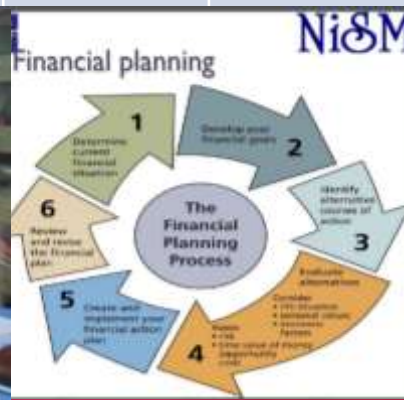 NiSM
Financial planning
1
Determine
current
financial
situation
Develop your
financial goals
2
Identify
alternative
courses of
action
3
The
Financial
Planning
Process
Evaluate
alternatives
Consider
• life situation
• personal values
• economic
factors
Assess
• risk
• time value of money
opportunity
cost
4
5
Create and
implement your
financial action
plan
6
Review
and revise
the financial
plan